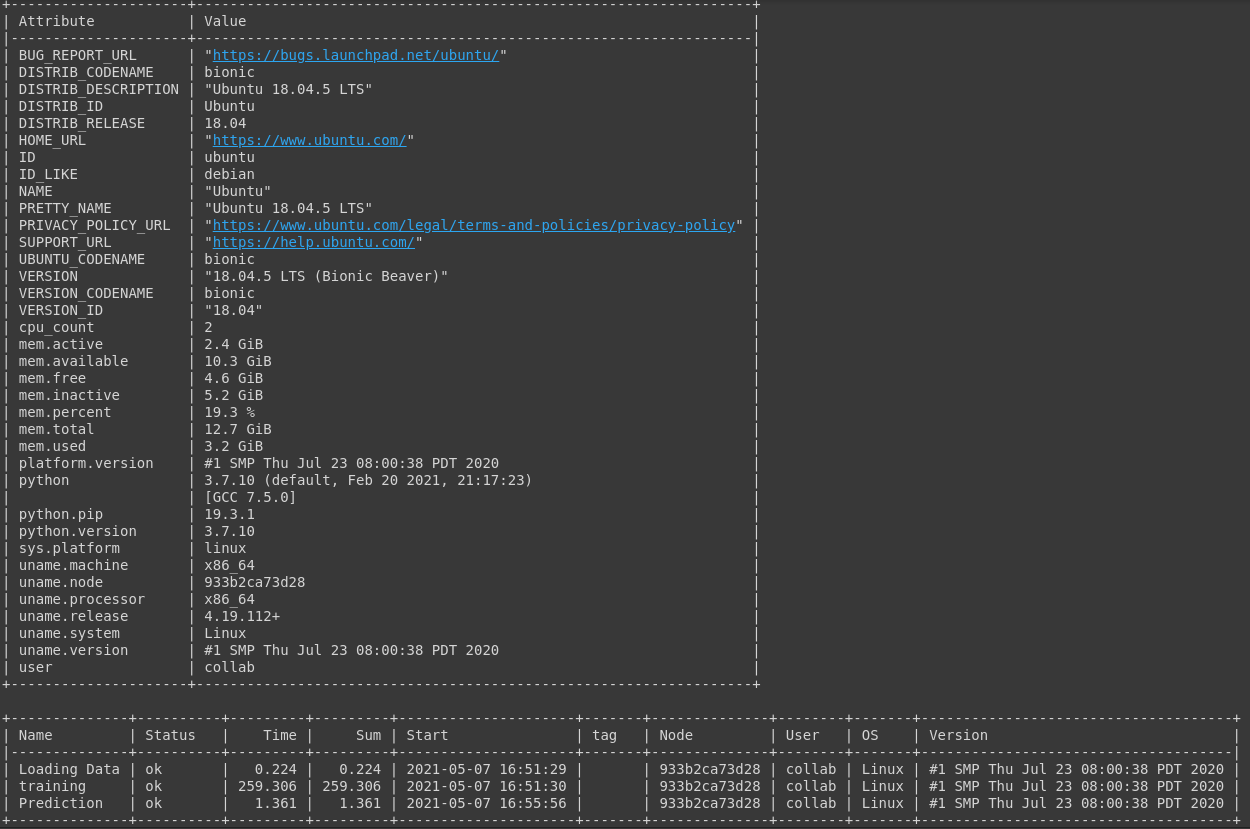 +---------------------+------------------------------------------------------------------+
| Attribute           | Value                                                            |
|---------------------+------------------------------------------------------------------|
| BUG_REPORT_URL      | "https://bugs.launchpad.net/ubuntu/"                             |
| DISTRIB_CODENAME    | bionic                                                           |
| DISTRIB_DESCRIPTION | "Ubuntu 18.04.5 LTS"                                             |
| DISTRIB_ID          | Ubuntu                                                           |
| DISTRIB_RELEASE     | 18.04                                                            |
| HOME_URL            | "https://www.ubuntu.com/"                                        |
| ID                  | ubuntu                                                           |
| ID_LIKE             | debian                                                           |
| NAME                | "Ubuntu"                                                         |
| PRETTY_NAME         | "Ubuntu 18.04.5 LTS"                                             |
| PRIVACY_POLICY_URL  | "https://www.ubuntu.com/legal/terms-and-policies/privacy-policy" |
| SUPPORT_URL         | "https://help.ubuntu.com/"                                       |
| UBUNTU_CODENAME     | bionic                                                           |
| VERSION             | "18.04.5 LTS (Bionic Beaver)"                                    |
| VERSION_CODENAME    | bionic                                                           |
| VERSION_ID          | "18.04"                                                          |
| cpu_count           | 2                                                                |
| mem.active          | 2.4 GiB                                                          |
| mem.available       | 10.3 GiB                                                         |
| mem.free            | 4.6 GiB                                                          |
| mem.inactive        | 5.2 GiB                                                          |
| mem.percent         | 19.3 %                                                           |
| mem.total           | 12.7 GiB                                                         |
| mem.used            | 3.2 GiB                                                          |
| platform.version    | #1 SMP Thu Jul 23 08:00:38 PDT 2020                              |
| python              | 3.7.10 (default, Feb 20 2021, 21:17:23)                          |
|                     | [GCC 7.5.0]                                                      |
| python.pip          | 19.3.1                                                           |
| python.version      | 3.7.10                                                           |
| sys.platform        | linux                                                            |
| uname.machine       | x86_64                                                           |
| uname.node          | 933b2ca73d28                                                     |
| uname.processor     | x86_64                                                           |
| uname.release       | 4.19.112+                                                        |
| uname.system        | Linux                                                            |
| uname.version       | #1 SMP Thu Jul 23 08:00:38 PDT 2020                              |
| user                | collab                                                           |
+---------------------+------------------------------------------------------------------+
+--------------+----------+---------+---------+---------------------+-------+--------------+--------+-------+-------------------------------------+
| Name         | Status   |    Time |     Sum | Start               | tag   | Node         | User   | OS    | Version                             |
|--------------+----------+---------+---------+---------------------+-------+--------------+--------+-------+-------------------------------------|
| Loading Data | ok       |   0.224 |   0.224 | 2021-05-07 16:51:29 |       | 933b2ca73d28 | collab | Linux | #1 SMP Thu Jul 23 08:00:38 PDT 2020 |
| training     | ok       | 259.306 | 259.306 | 2021-05-07 16:51:30 |       | 933b2ca73d28 | collab | Linux | #1 SMP Thu Jul 23 08:00:38 PDT 2020 |
| Prediction   | ok       |   1.361 |   1.361 | 2021-05-07 16:55:56 |       | 933b2ca73d28 | collab | Linux | #1 SMP Thu Jul 23 08:00:38 PDT 2020 |
+--------------+----------+---------+---------+---------------------+-------+--------------+--------+-------+-------------------------------------+